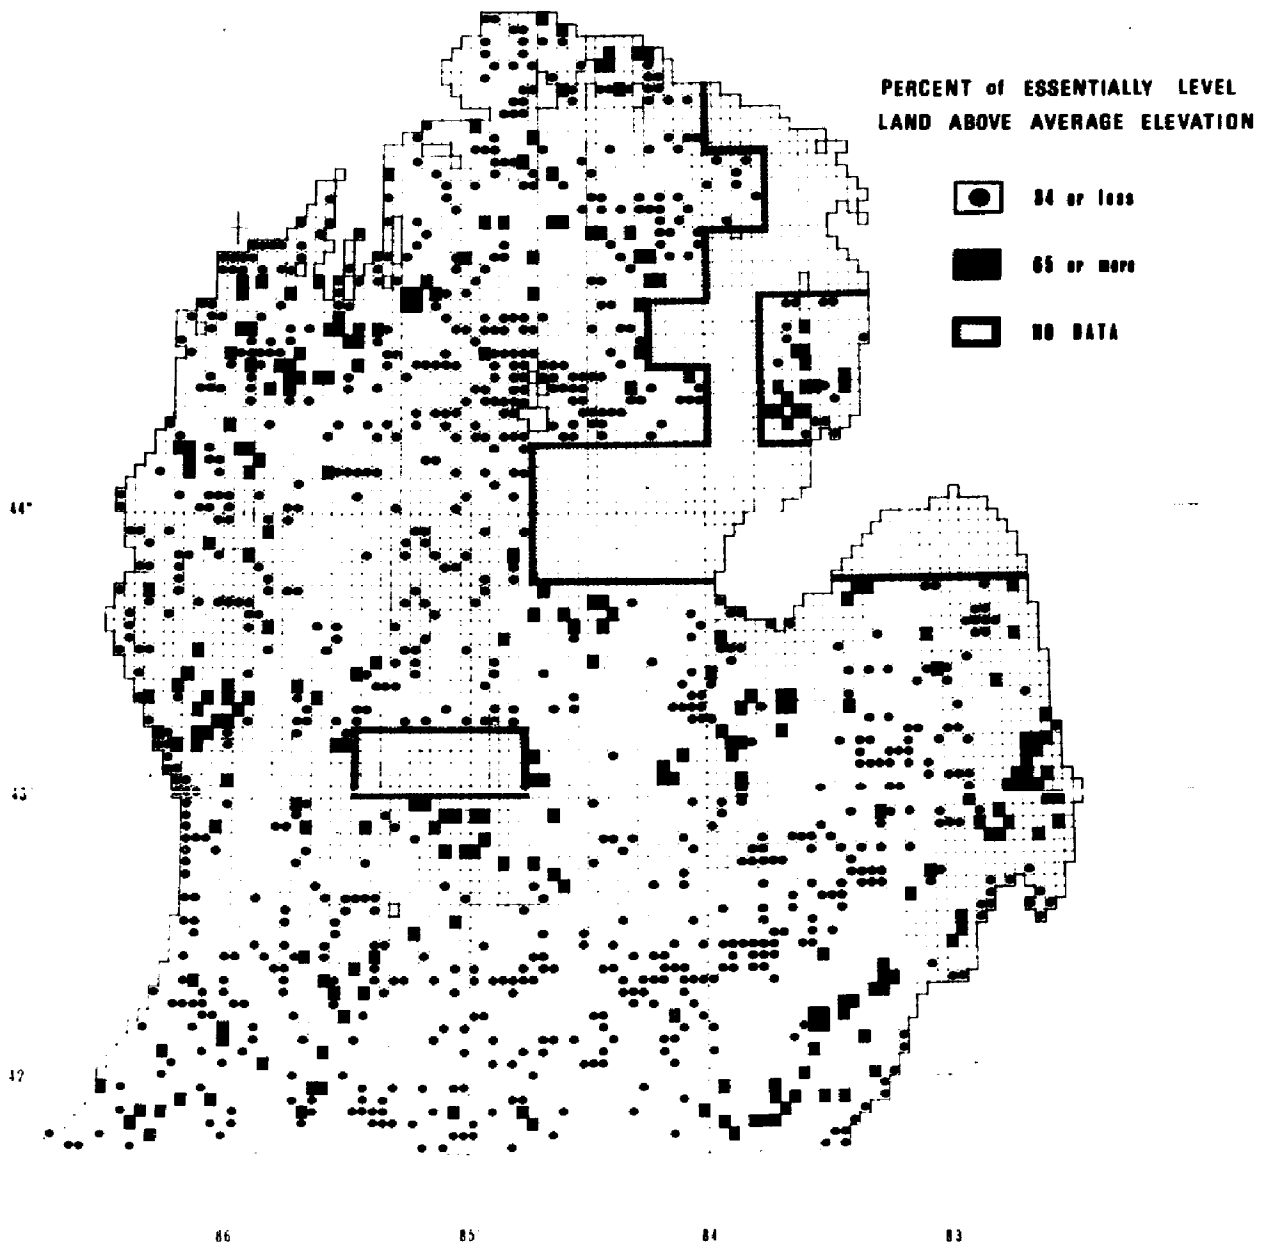 PERCENT of ESSENTIALLY LEVEL
LAND ABOVE AVERAGE ELEVATION
34 or less
65 or more
NO DATA
44°
43
42
86
85
84
83